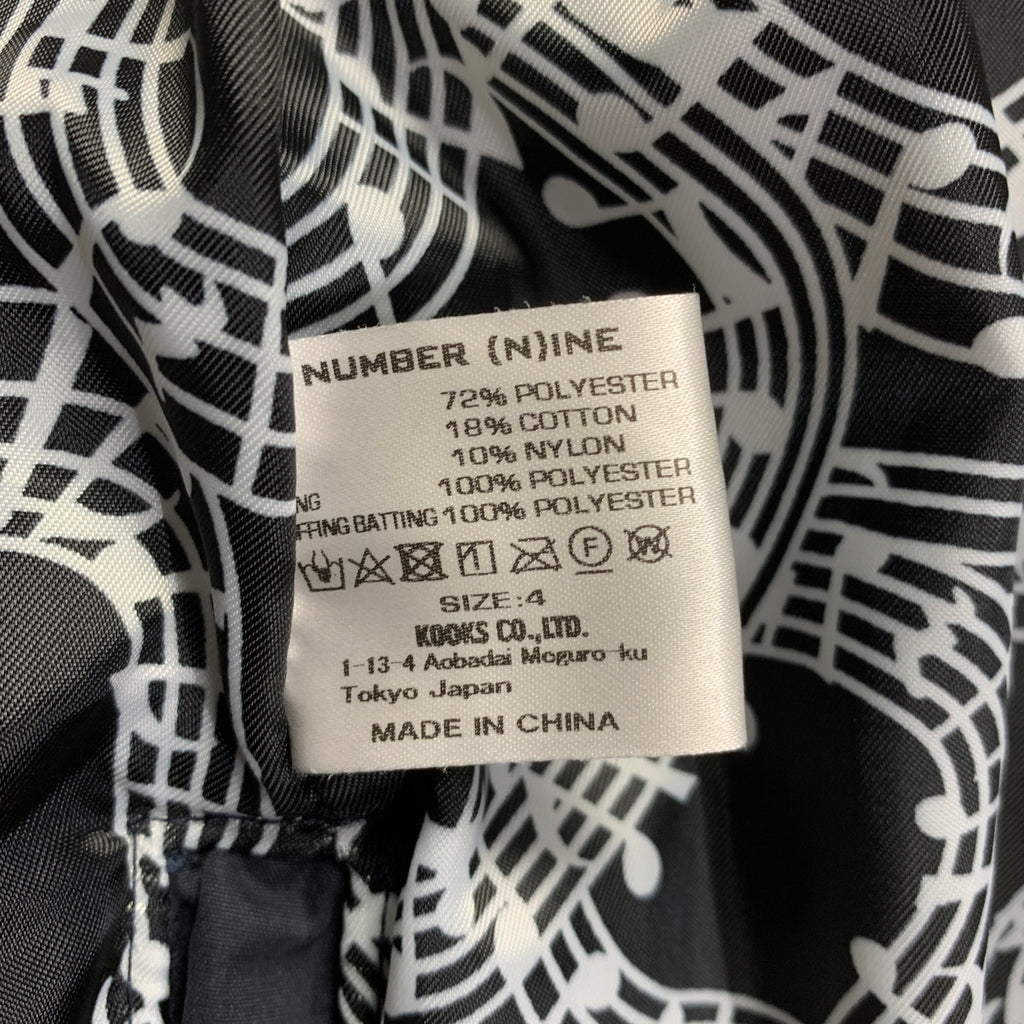 NUMBER (N)INE
72% POLYESTER
18% COTTON
10% NYLON
NG 100% POLYESTER
FFING BATTING 100% POLYESTER
1 F W
SIZE:4
KOOKS CO.,LTD.
1-13-4 Aobadai Moguro-ku
Tokyo Japan
MADE IN CHINA